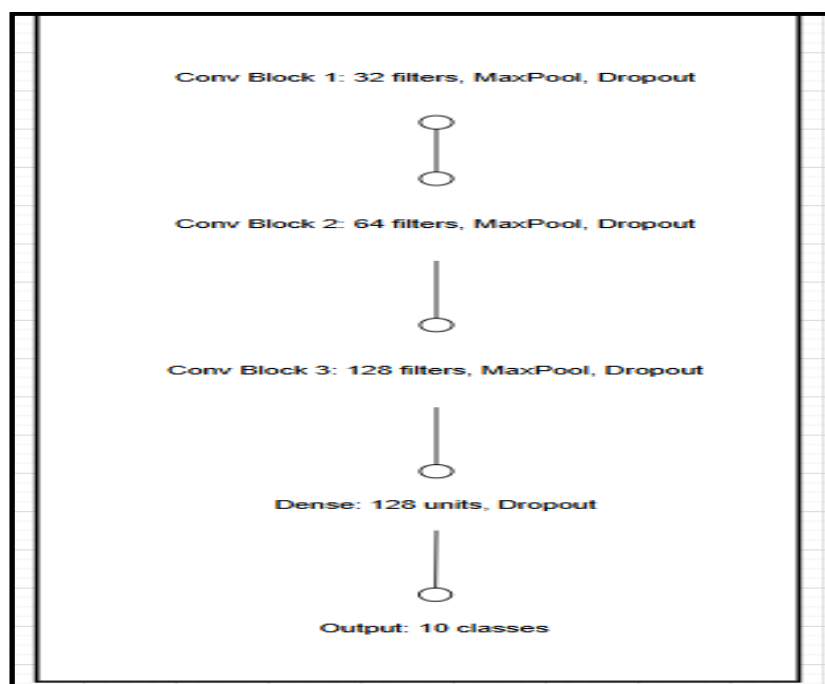 Conv Block 1: 32 filters, MaxPool, Dropout
Conv Block 2: 64 filters, MaxPool, Dropout
Conv Block 3: 128 filters, MaxPool, Dropout
Dense: 128 units, Dropout
Output: 10 classes